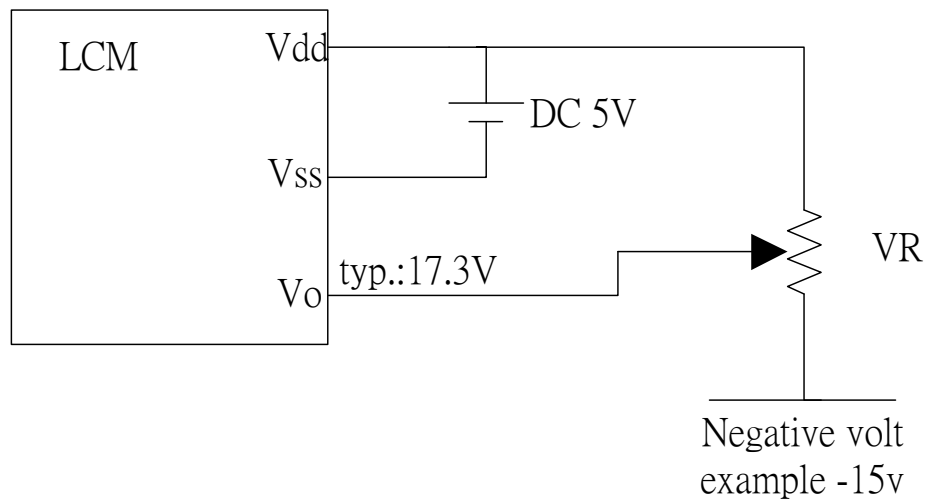 LCM
Vdd
DC 5V
Vss
VR
typ.:17.3V
Vo
Negative volt
example -15v